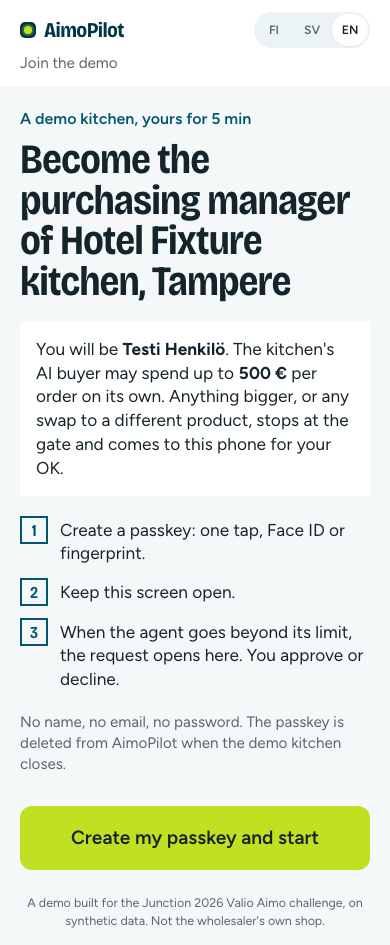 AimoPilot
FI SV EN
Join the demo
A demo kitchen, yours for 5 min
Become the
purchasing manager
of Hotel Fixture
kitchen, Tampere
You will be Testi Henkilö. The kitchen's
AI buyer may spend up to 500 € per
order on its own. Anything bigger, or any
swap to a different product, stops at the
gate and comes to this phone for your
OK.
1 Create a passkey: one tap, Face ID or
fingerprint.
2 Keep this screen open.
3 When the agent goes beyond its limit,
the request opens here. You approve or
decline.
No name, no email, no password. The passkey is
deleted from AimoPilot when the demo kitchen
closes.
Create my passkey and start
A demo built for the Junction 2026 Valio Aimo challenge, on
synthetic data. Not the wholesaler's own shop.